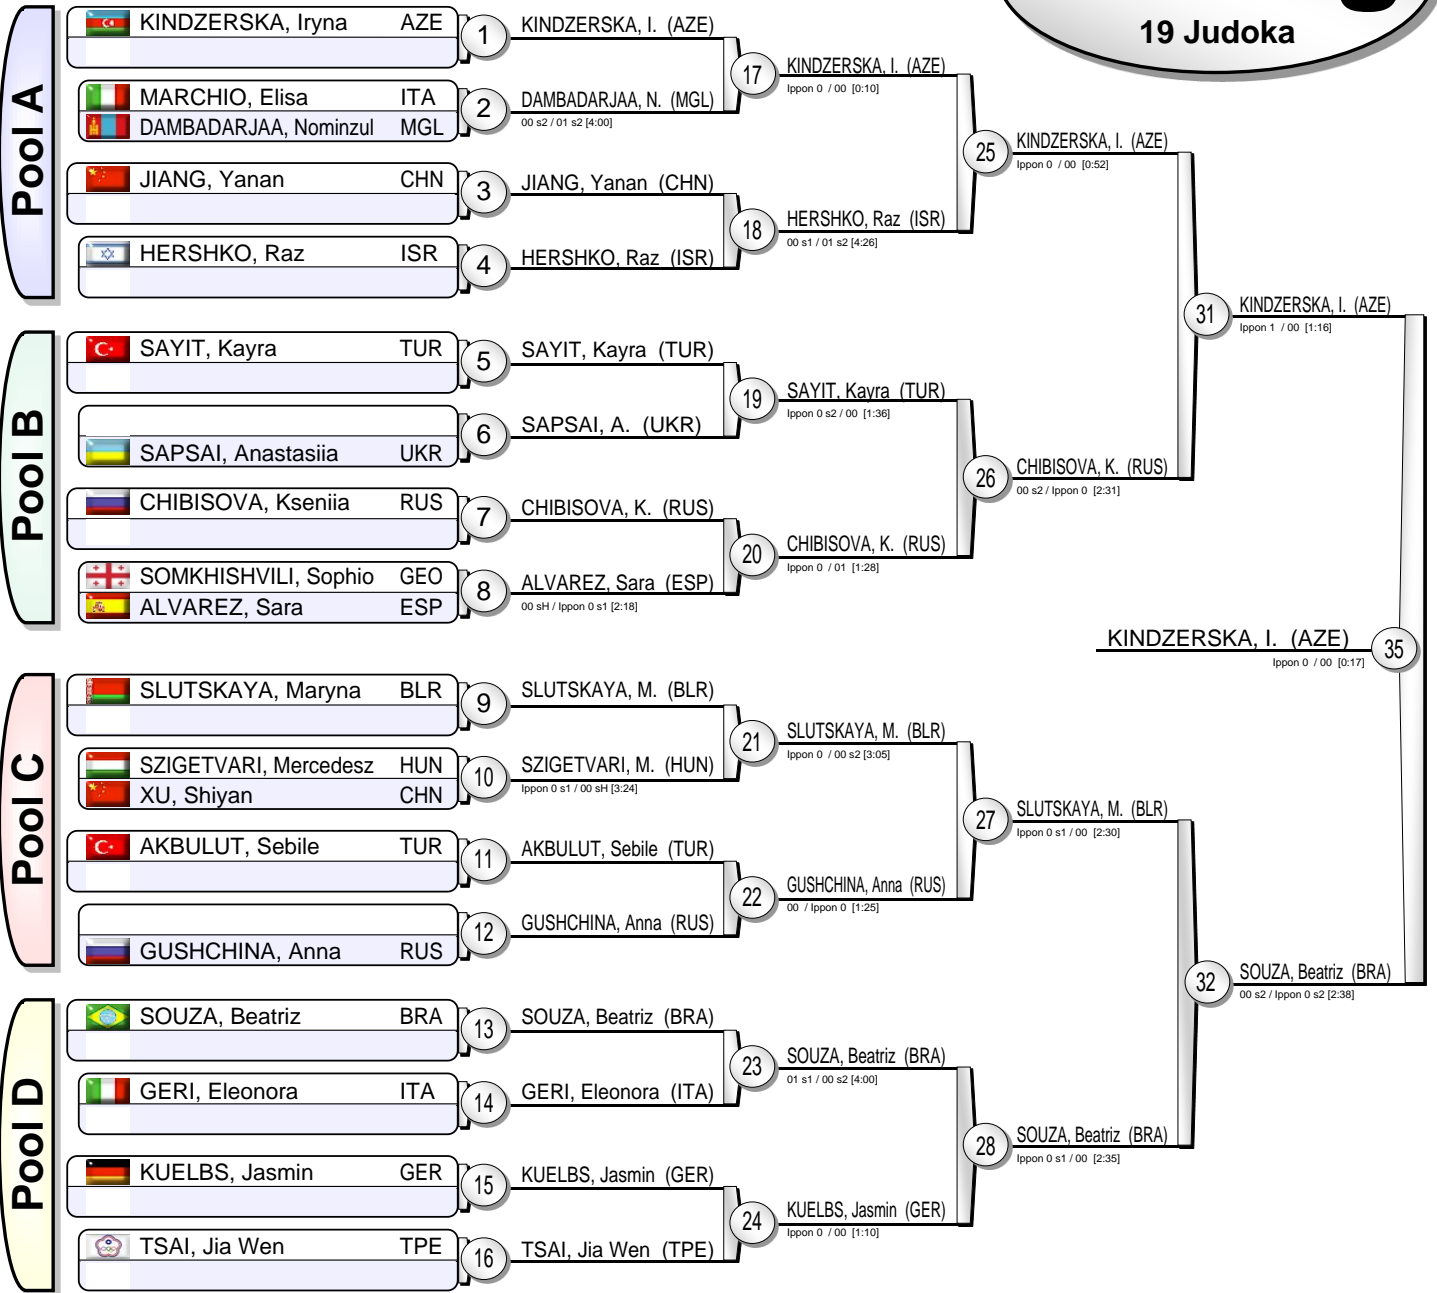 19 Judoka
Pool A
KINDZERSKA, Iryna AZE
MARCHIO, Elisa ITA
DAMBADARJAA, Nominzul MGL
JIANG, Yanan CHN
HERSHKO, Raz ISR
1
2
3
4
KINDZERSKA, I. (AZE)
DAMBADARJAA, N. (MGL)
00 s2 / 01 s2 [4:00]
JIANG, Yanan (CHN)
HERSHKO, Raz (ISR)
17
KINDZERSKA, I. (AZE)
Ippon 0 / 00 [0:10]
18
HERSHKO, Raz (ISR)
00 s1 / 01 s2 [4:26]
25
KINDZERSKA, I. (AZE)
Ippon 0 / 00 [0:52]
Pool B
SAYIT, Kayra TUR
SAPSAI, Anastasiia UKR
CHIBISOVA, Kseniia RUS
SOMKHISHVILI, Sophio GEO
ALVAREZ, Sara ESP
5
6
7
8
SAYIT, Kayra (TUR)
SAPSAI, A. (UKR)
CHIBISOVA, K. (RUS)
ALVAREZ, Sara (ESP)
00 sH / Ippon 0 s1 [2:18]
19
SAYIT, Kayra (TUR)
Ippon 0 s2 / 00 [1:36]
20
CHIBISOVA, K. (RUS)
Ippon 0 / 01 [1:28]
26
CHIBISOVA, K. (RUS)
00 s2 / Ippon 0 [2:31]
31
KINDZERSKA, I. (AZE)
Ippon 1 / 00 [1:16]
KINDZERSKA, I. (AZE)
35
Ippon 0 / 00 [0:17]
Pool C
SLUTSKAYA, Maryna BLR
SZIGETVARI, Mercedesz HUN
XU, Shiyan CHN
AKBULUT, Sebile TUR
GUSHCHINA, Anna RUS
9
10
11
12
SLUTSKAYA, M. (BLR)
SZIGETVARI, M. (HUN)
Ippon 0 s1 / 00 sH [3:24]
AKBULUT, Sebile (TUR)
GUSHCHINA, Anna (RUS)
21
SLUTSKAYA, M. (BLR)
Ippon 0 / 00 s2 [3:05]
22
GUSHCHINA, Anna (RUS)
00 / Ippon 0 [1:25]
27
SLUTSKAYA, M. (BLR)
Ippon 0 s1 / 00 [2:30]
Pool D
SOUZA, Beatriz BRA
GERI, Eleonora ITA
KUELBS, Jasmin GER
TSAI, Jia Wen TPE
13
14
15
16
SOUZA, Beatriz (BRA)
GERI, Eleonora (ITA)
KUELBS, Jasmin (GER)
TSAI, Jia Wen (TPE)
23
SOUZA, Beatriz (BRA)
01 s1 / 00 s2 [4:00]
24
KUELBS, Jasmin (GER)
Ippon 0 / 00 [1:10]
28
SOUZA, Beatriz (BRA)
Ippon 0 s1 / 00 [2:35]
32
SOUZA, Beatriz (BRA)
00 s2 / Ippon 0 s2 [2:38]